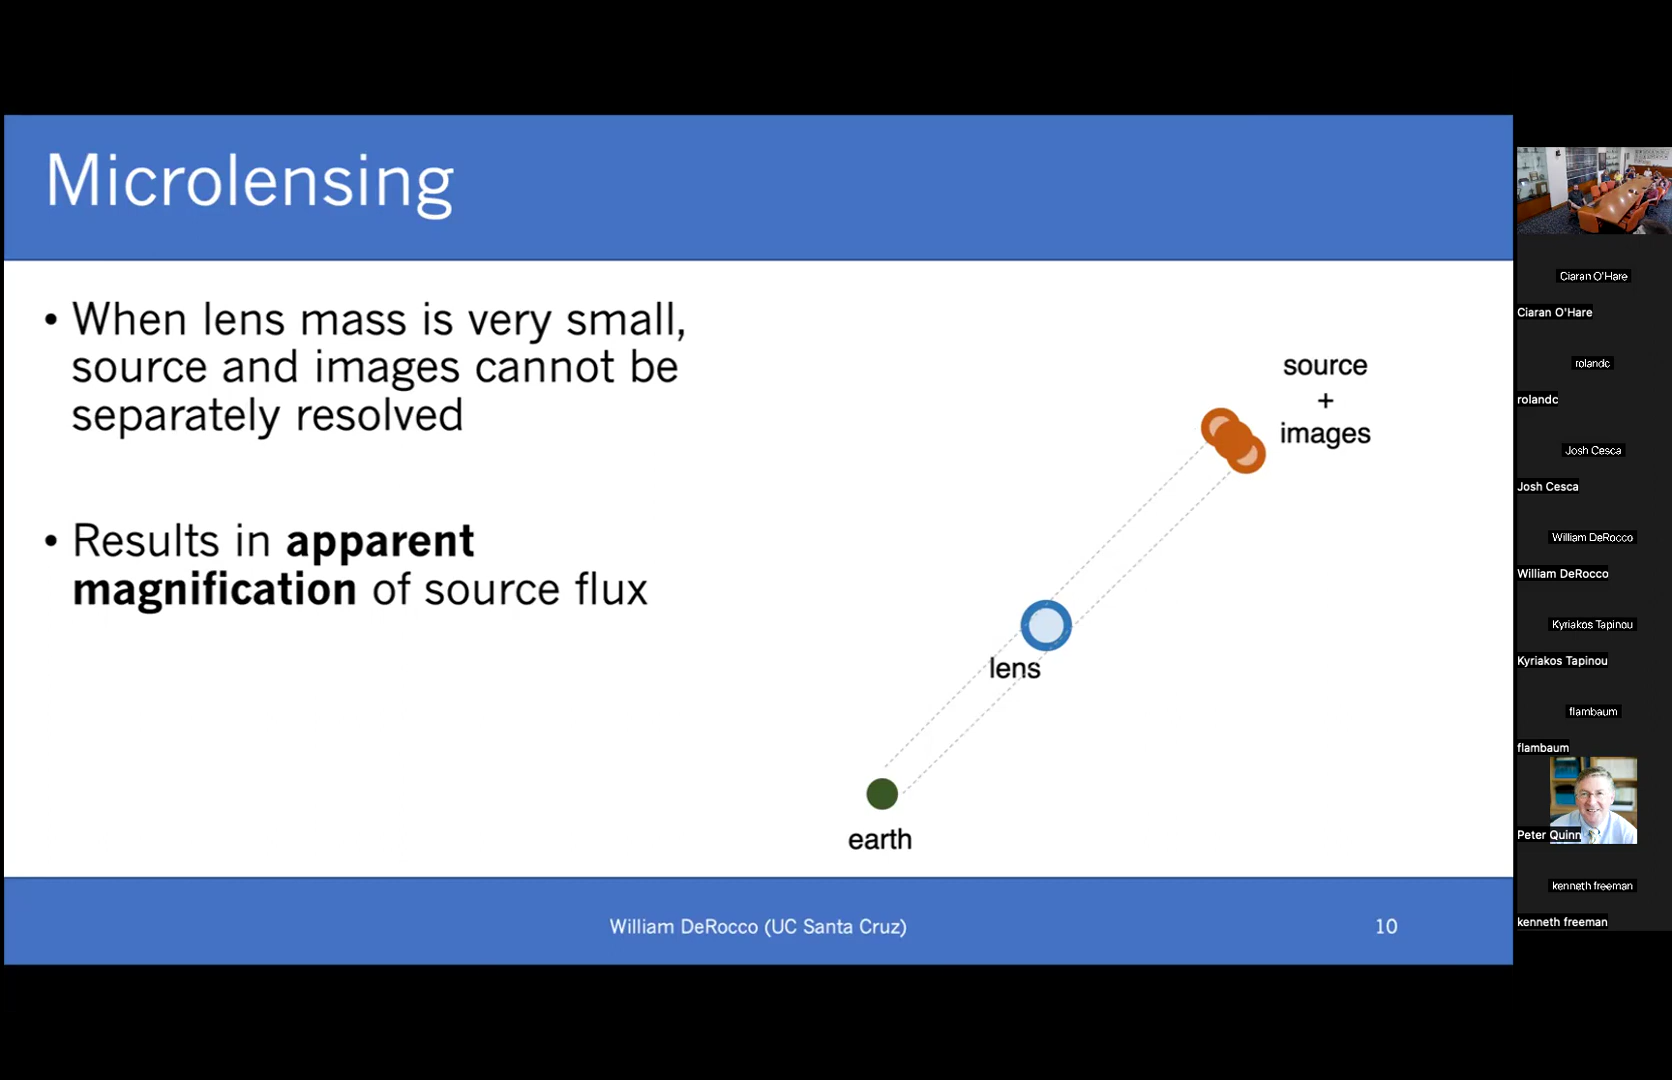 Microlensing
• When lens mass is very small,
source and images cannot be
separately resolved
• Results in apparent
magnification of source flux
source
+
images
lens
earth
William DeRocco (UC Santa Cruz)
10
Ciaran O'Hare
Ciaran O'Hare
rolandc
rolandc
Josh Cesca
Josh Cesca
William DeRocco
William DeRocco
Kyriakos Tapinou
Kyriakos Tapinou
flambaum
flambaum
Peter Quinn
kenneth freeman
kenneth freeman